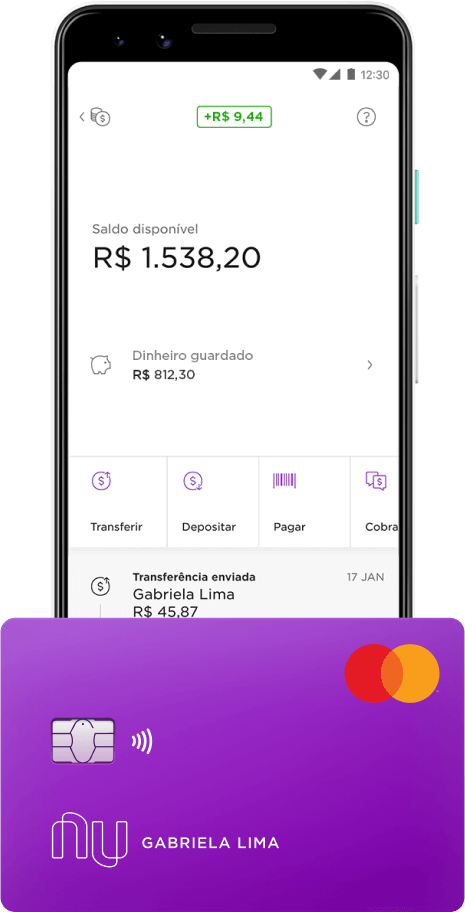 12:30
+R$ 9,44
?
Saldo disponível
R$ 1.538,20
Dinheiro guardado
R$ 812,30
Transferir Depositar Pagar Cobra
Transferência enviada 17 JAN
Gabriela Lima
R$ 45,87
nu GABRIELA LIMA